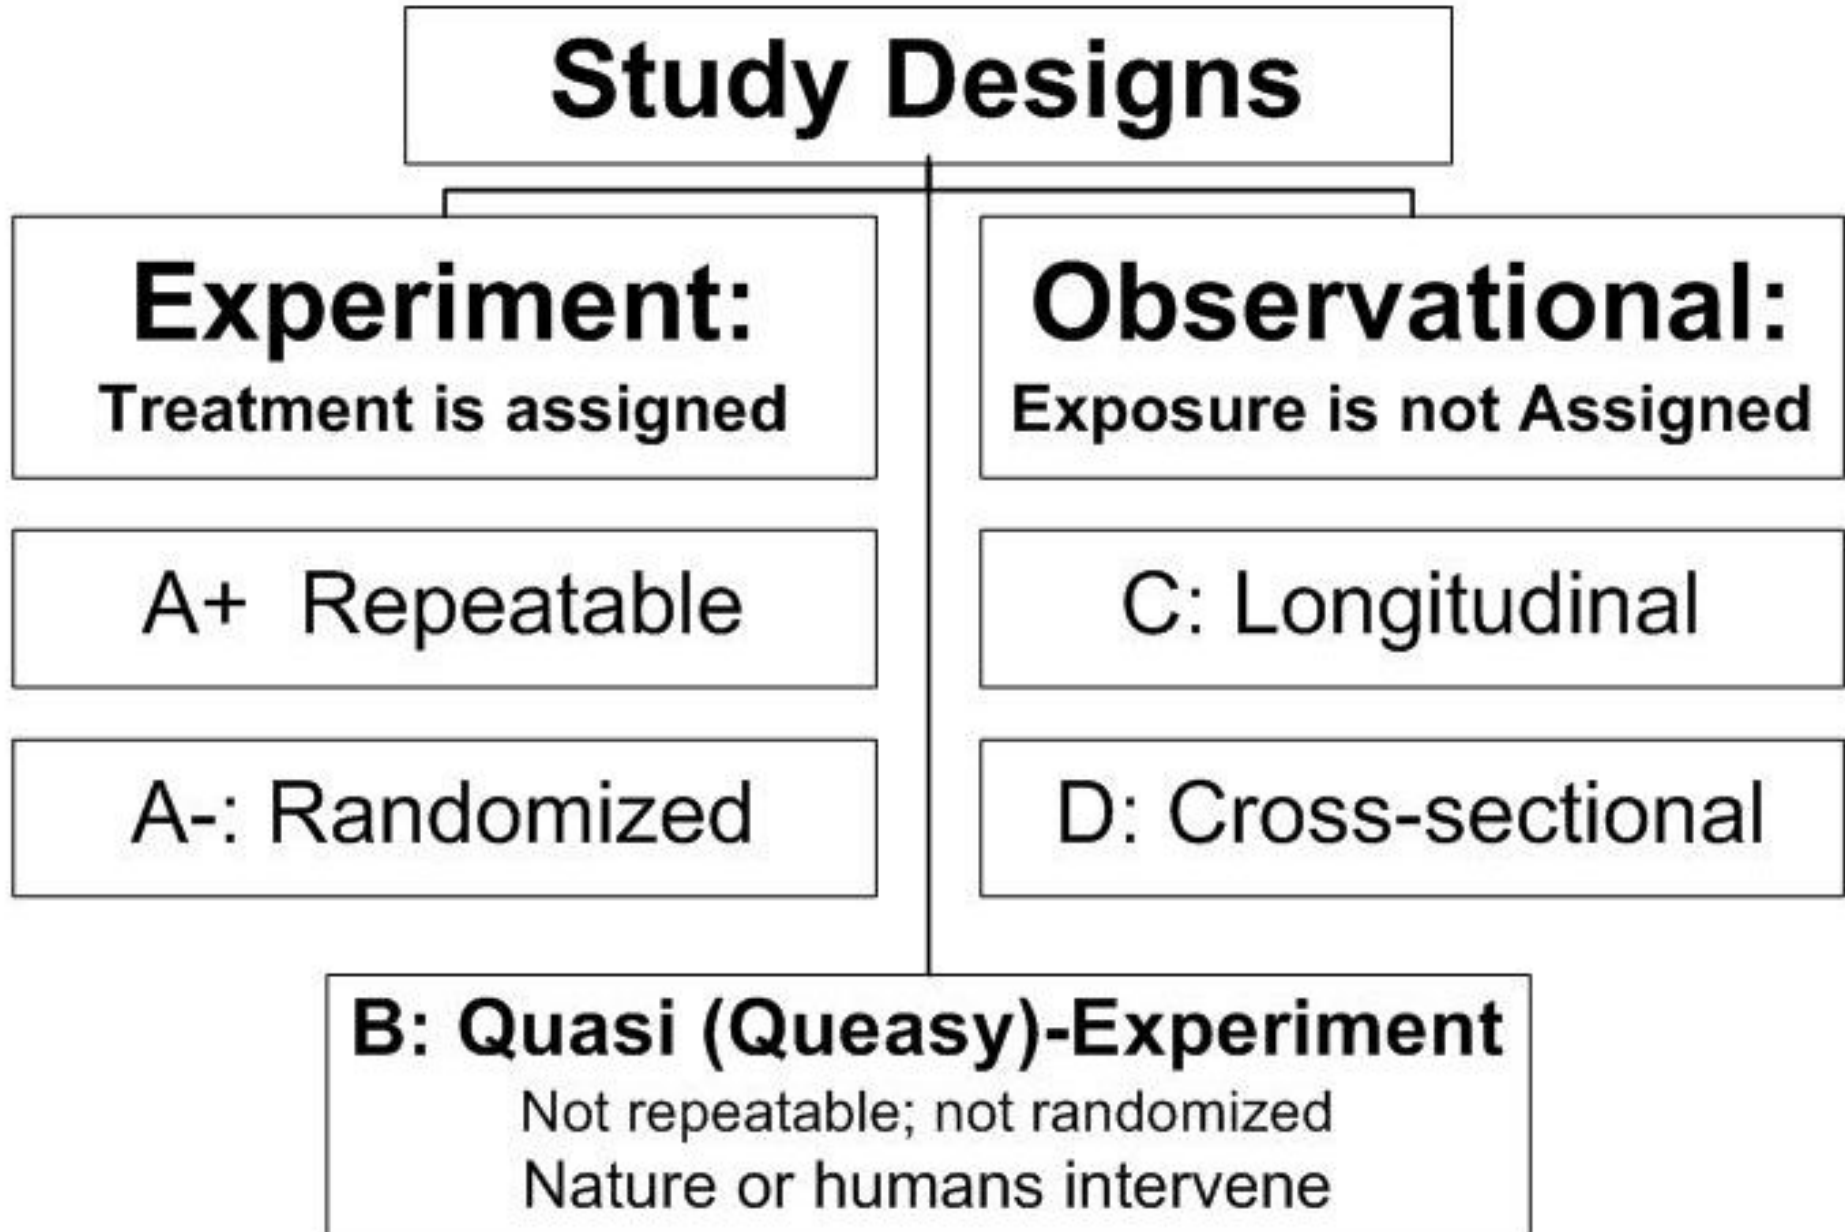 Study Designs
Experiment:
Treatment is assigned
A+ Repeatable
A-: Randomized
Observational:
Exposure is not Assigned
C: Longitudinal
D: Cross-sectional
B: Quasi (Queasy)-Experiment
Not repeatable; not randomized
Nature or humans intervene